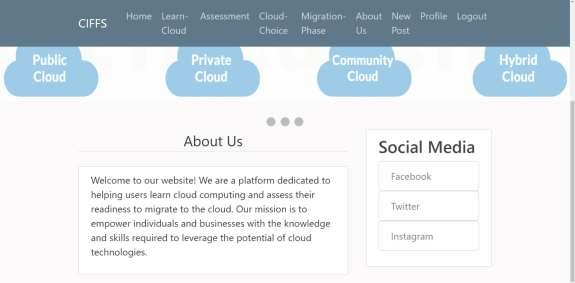 CIFFS Home Learn-Cloud Assessment Cloud-Choice Migration-Phase About Us New Post Profile Logout
Public Cloud
Private Cloud
Community Cloud
Hybrid Cloud
About Us
Welcome to our website! We are a platform dedicated to
helping users learn cloud computing and assess their
readiness to migrate to the cloud. Our mission is to
empower individuals and businesses with the knowledge
and skills required to leverage the potential of cloud
technologies.
Social Media
Facebook
Twitter
Instagram